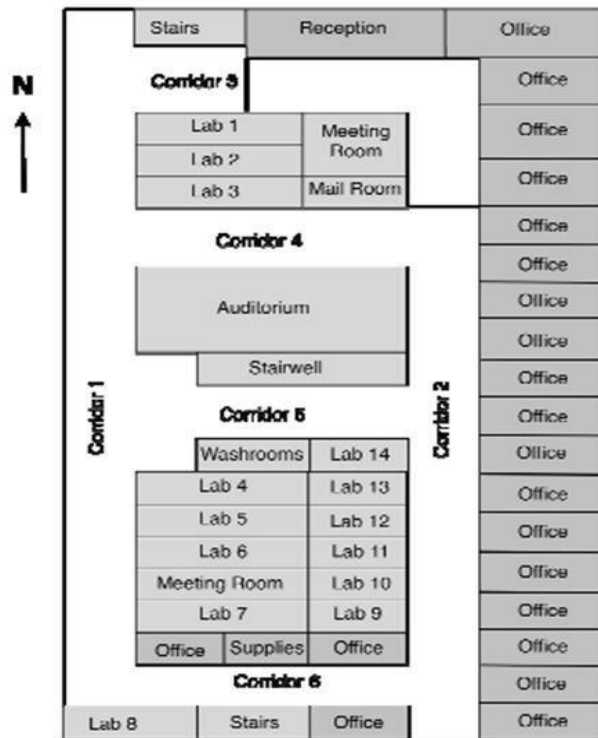 Stairs
Reception
Office
N
Corridor 3
Office
Lab 1
Meeting
Room
Office
Lab 2
Lab 3
Mail Room
Office
Office
Corridor 4
Office
Auditorium
Office
Office
Stairwell
Office
Corridor 1
Corridor 2
Corridor 5
Office
Washrooms
Lab 14
Office
Lab 4
Lab 13
Office
Lab 5
Lab 12
Office
Lab 6
Lab 11
Meeting Room
Lab 10
Office
Lab 7
Lab 9
Office
Office
Supplies
Office
Office
Corridor 6
Office
Lab 8
Stairs
Office
Office